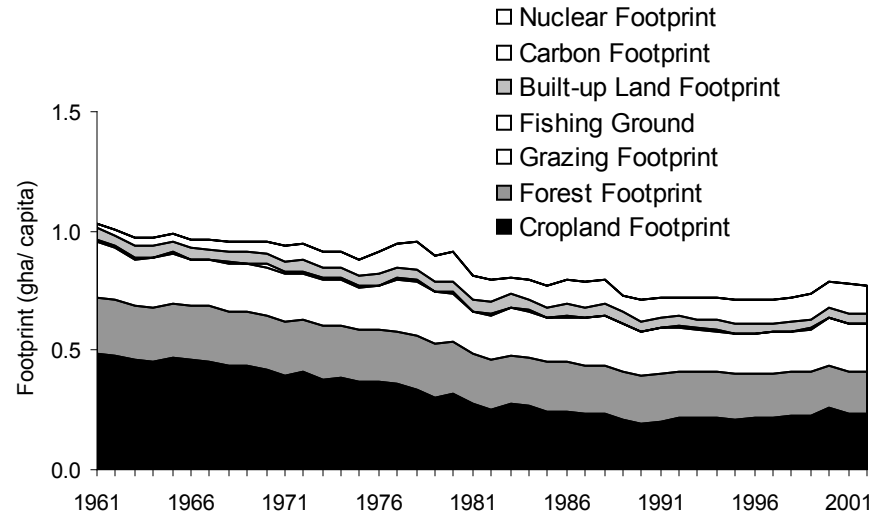 Nuclear Footprint
Carbon Footprint
Built-up Land Footprint
Fishing Ground
Grazing Footprint
Forest Footprint
Cropland Footprint
Footprint (gha/ capita)
1.5
1.0
0.5
0.0
1961 1966 1971 1976 1981 1986 1991 1996 2001